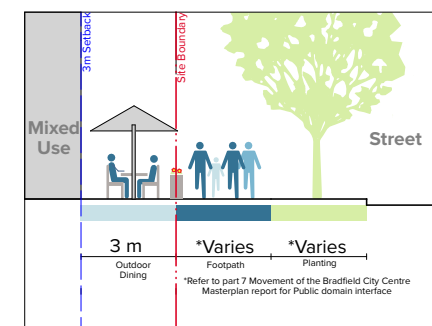 3m Setback
Site Boundary
Mixed
Use
Street
3 m
*Varies
*Varies
Outdoor
Dining
Footpath
Planting
*Refer to part 7 Movement of the Bradfield City Centre
Masterplan report for Public domain interface